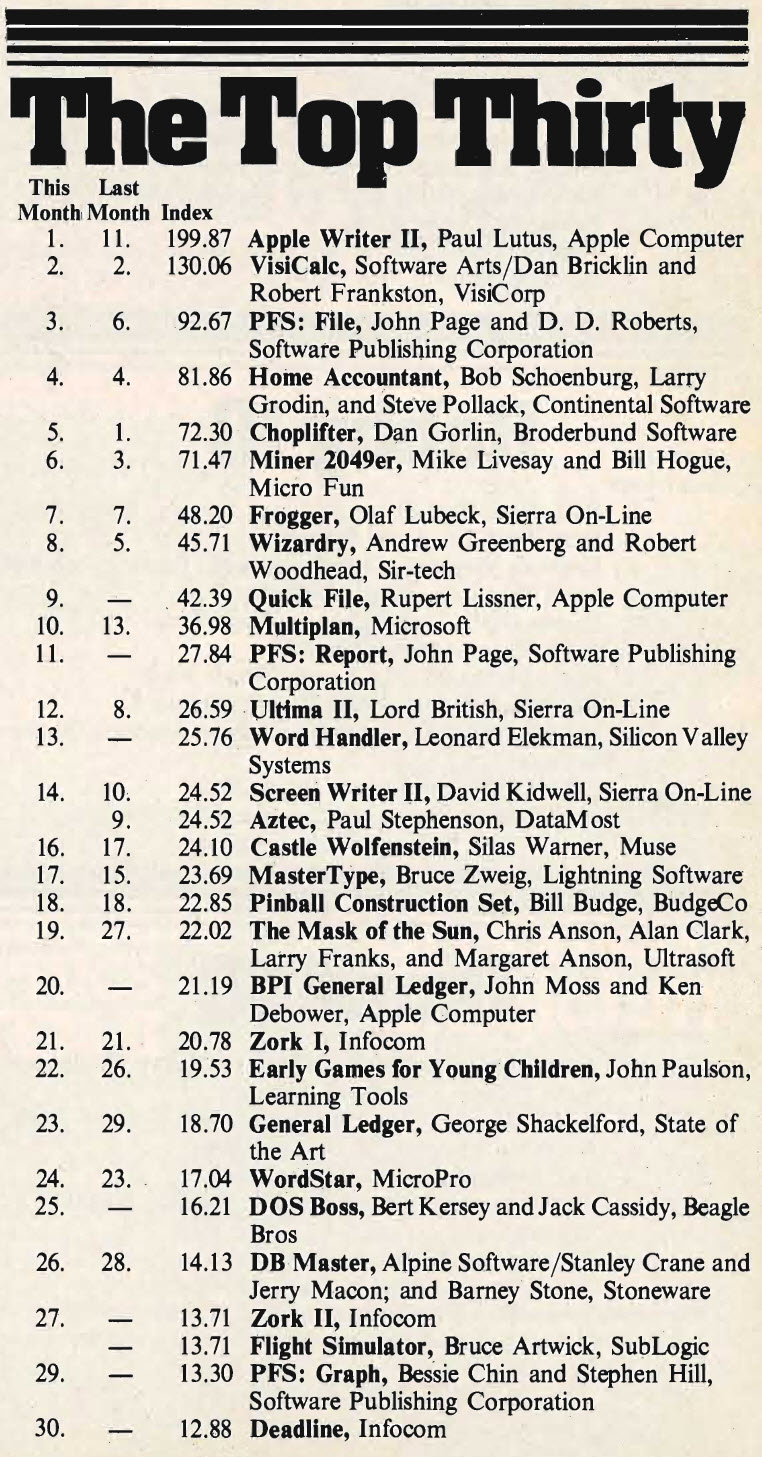 The Top Thirty
This Last
Month Month Index
1. 11. 199.87 Apple Writer II, Paul Lutus, Apple Computer
2. 2. 130.06 VisiCalc, Software Arts/Dan Bricklin and
Robert Frankston, VisiCorp
3. 6. 92.67 PFS: File, John Page and D. D. Roberts,
Software Publishing Corporation
4. 4. 81.86 Home Accountant, Bob Schoenburg, Larry
Grodin, and Steve Pollack, Continental Software
5. 1. 72.30 Choplifter, Dan Gorlin, Broderbund Software
6. 3. 71.47 Miner 2049er, Mike Livesay and Bill Hogue,
Micro Fun
7. 7. 48.20 Frogger, Olaf Lubeck, Sierra On-Line
8. 5. 45.71 Wizardry, Andrew Greenberg and Robert
Woodhead, Sir-tech
9. — 42.39 Quick File, Rupert Lissner, Apple Computer
10. 13. 36.98 Multiplan, Microsoft
11. — 27.84 PFS: Report, John Page, Software Publishing
Corporation
12. 8. 26.59 Ultima II, Lord British, Sierra On-Line
13. — 25.76 Word Handler, Leonard Elekman, Silicon Valley
Systems
14. 10. 24.52 Screen Writer II, David Kidwell, Sierra On-Line
9. 24.52 Aztec, Paul Stephenson, DataMost
16. 17. 24.10 Castle Wolfenstein, Silas Warner, Muse
17. 15. 23.69 MasterType, Bruce Zweig, Lightning Software
18. 18. 22.85 Pinball Construction Set, Bill Budge, BudgeCo
19. 27. 22.02 The Mask of the Sun, Chris Anson, Alan Clark,
Larry Franks, and Margaret Anson, Ultrasoft
20. — 21.19 BPI General Ledger, John Moss and Ken
Debower, Apple Computer
21. 21. 20.78 Zork I, Infocom
22. 26. 19.53 Early Games for Young Children, John Paulson,
Learning Tools
23. 29. 18.70 General Ledger, George Shackelford, State of
the Art
24. 23. 17.04 WordStar, MicroPro
25. — 16.21 DOS Boss, Bert Kersey and Jack Cassidy, Beagle
Bros
26. 28. 14.13 DB Master, Alpine Software/Stanley Crane and
Jerry Macon; and Barney Stone, Stoneware
27. — 13.71 Zork II, Infocom
— 13.71 Flight Simulator, Bruce Artwick, SubLogic
29. — 13.30 PFS: Graph, Bessie Chin and Stephen Hill,
Software Publishing Corporation
30. — 12.88 Deadline, Infocom